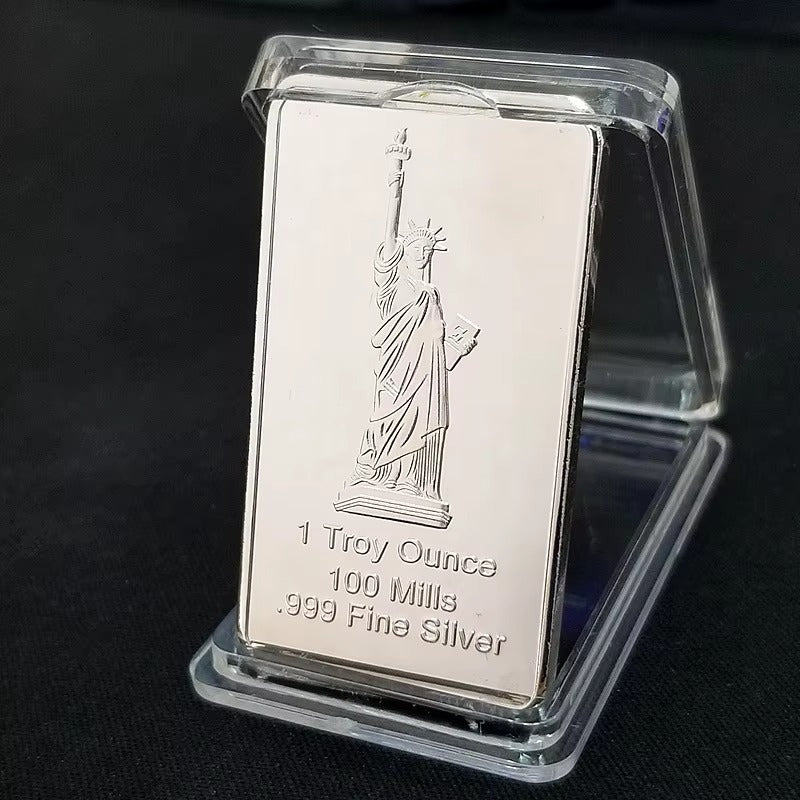 1 Troy Ounce
100 Mills
.999 Fine Silver